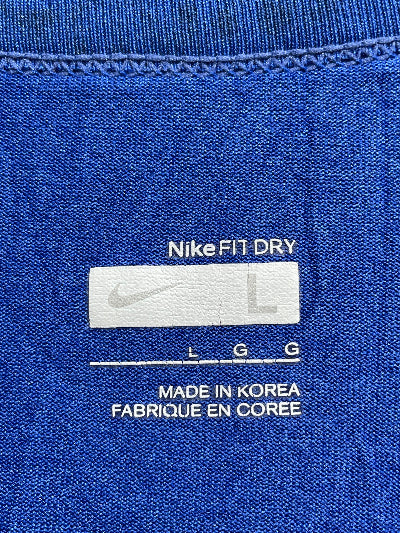 Nike FIT DRY
L
L G G
MADE IN KOREA
FABRIQUE EN COREE